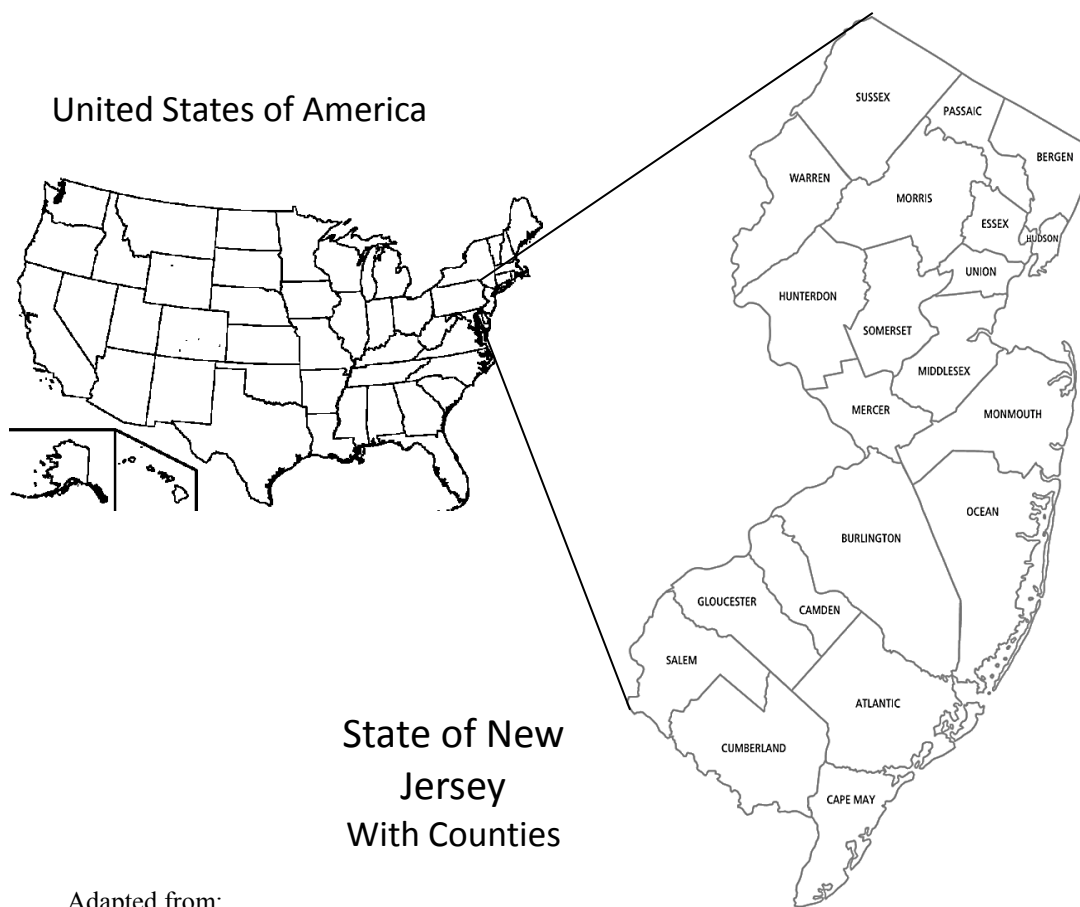 United States of America
SUSSEX
PASSAIC
BERGEN
WARREN
MORRIS
ESSEX
HUDSON
UNION
HUNTERDON
SOMERSET
MIDDLESEX
MERCER
MONMOUTH
OCEAN
BURLINGTON
GLOUCESTER
CAMDEN
SALEM
ATLANTIC
CUMBERLAND
CAPE MAY
State of New
Jersey
With Counties
Adapted from: